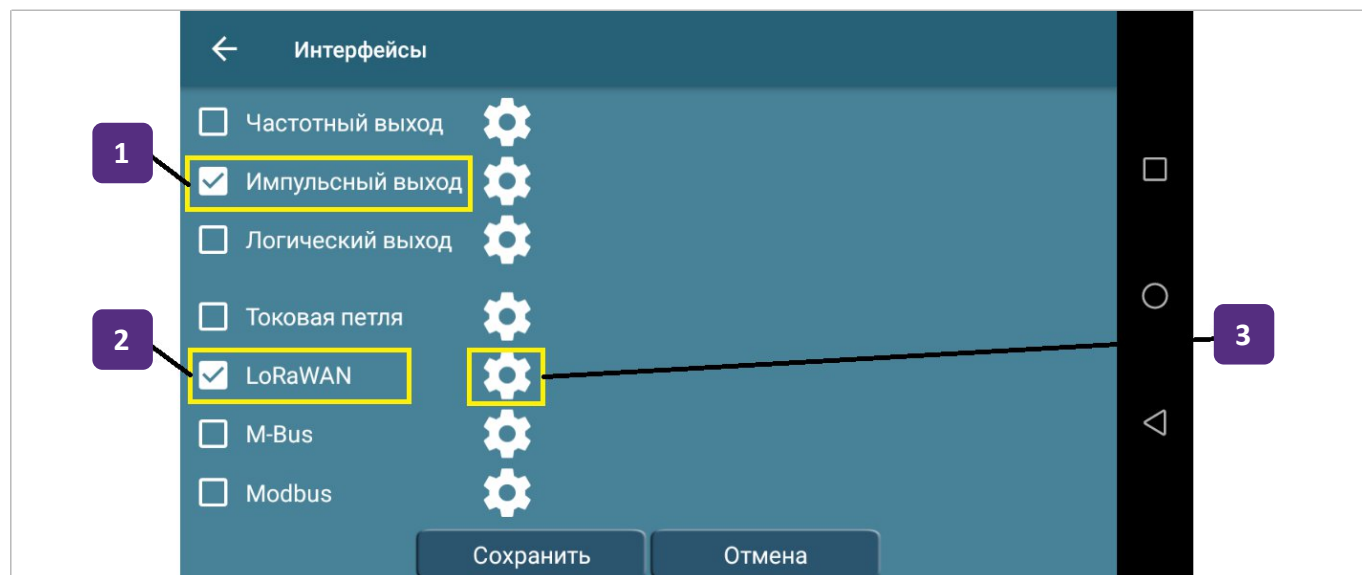 Интерфейсы
Частотный выход
1
Импульсный выход
Логический выход
Токовая петля
2
3
LoRaWAN
M-Bus
Modbus
Сохранить Отмена